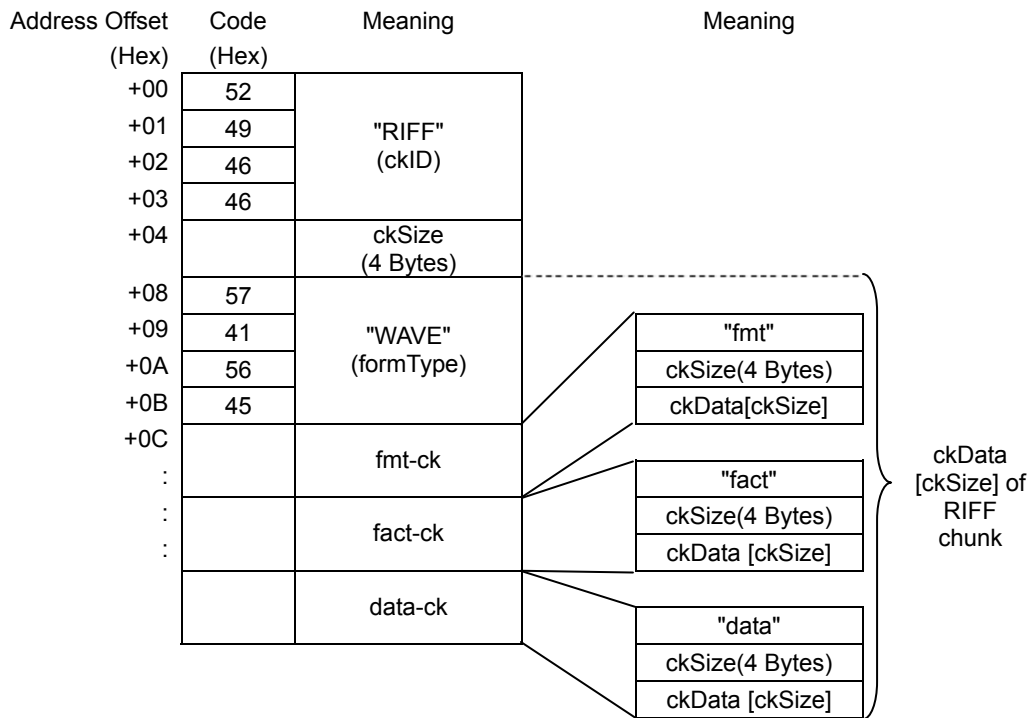 Address Offset Code Meaning Meaning
(Hex) (Hex)
+00 52
+01 49 "RIFF"
+02 46 (ckID)
+03 46
+04 ckSize
(4 Bytes)
+08 57
+09 41 "WAVE" "fmt"
+0A 56 (formType) ckSize(4 Bytes)
+0B 45 ckData[ckSize]
+0C fmt-ck
: "fact"
: fact-ck ckSize(4 Bytes)
: ckData [ckSize]
data-ck "data"
ckSize(4 Bytes)
ckData [ckSize]
ckData
[ckSize] of
RIFF
chunk